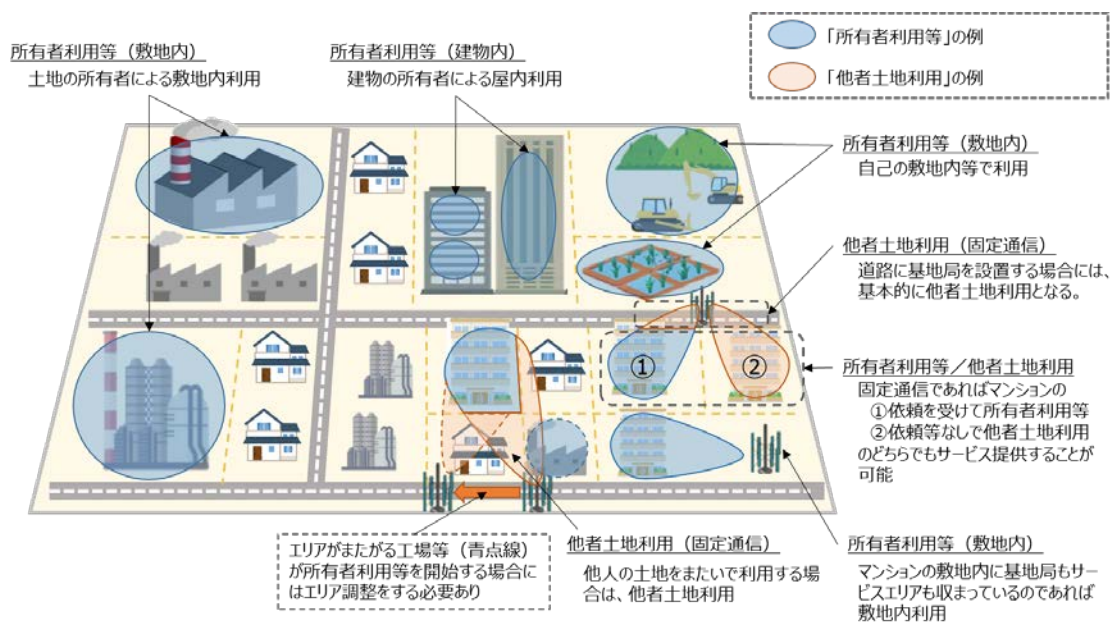 「所有者利用等」の例
「他者土地利用」の例
所有者利用等（敷地内）
土地の所有者による敷地内利用
所有者利用等（建物内）
建物の所有者による屋内利用
所有者利用等（敷地内）
自己の敷地内等で利用
他者土地利用（固定通信）
道路に基地局を設置する場合には、
基本的に他者土地利用となる。
①
②
所有者利用等／他者土地利用
固定通信であればマンションの
①依頼を受けて所有者利用等
②依頼等なしで他者土地利用
のどちらでもサービス提供することが
可能
エリアがまたがる工場等（青点線）
が所有者利用等を開始する場合に
はエリア調整をする必要あり
他者土地利用（固定通信）
他人の土地をまたいで利用する場
合は、他者土地利用
所有者利用等（敷地内）
マンションの敷地内に基地局もサー
ビスエリアも収まっているのであれば
敷地内利用